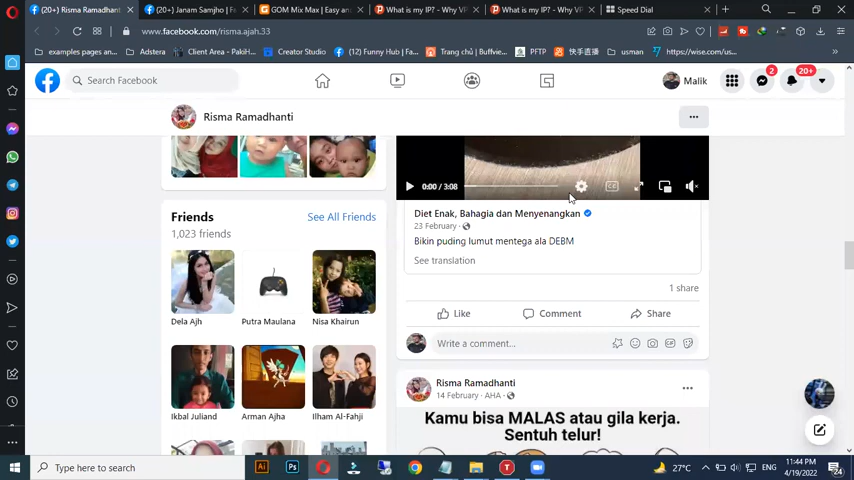 (20+) Risma Ramadhanti
(20+) Janam Samjho | F
GOM Mix Max | Easy an
What is my IP? - Why VP
What is my IP? - Why VP
Speed Dial
www.facebook.com/risma.ajah.33
examples pages an...
Adstera
Client Area - PakiH...
Creator Studio
(12) Funny Hub | Fa...
Trang chủ | Buffvie...
PFTP
快手直播
usman
https://wise.com/us...
Search Facebook
Malik
2
20+
Risma Ramadhanti
0:00 / 3:08
Friends
See All Friends
1,023 friends
Dela Ajh
Putra Maulana
Nisa Khairun
Ikbal Juliand
Arman Ajha
Ilham Al-Fahji
Diet Enak, Bahagia dan Menyenangkan
23 February ·
Bikin puding lumut mentega ala DEBM
See translation
1 share
Like
Comment
Share
Write a comment...
Risma Ramadhanti
14 February · AHA ·
Kamu bisa MALAS atau gila kerja.
Sentuh telur!
Type here to search
27°C
ENG
11:44 PM
4/19/2022
24